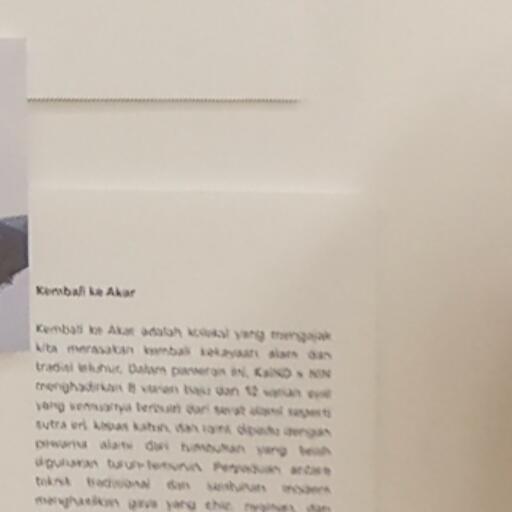 Kembali ke Akar
Kembali ke Akar adalah koleksi yang mengajak
kita merasakan kembali kekayaan alam dan
tradisi leluhur. Dalam pameran ini, KaIND x
menghadirkan 8 varian baju dan 12 varian
yang semuanya terbuat dari serat alami seperti
sutra eri, kapas katun, dan rami, dipadu dengan
pewarna alami dari tumbuhan yang telah
digunakan turun-temurun. Perpaduan antara
teknik tradisional dan sentuhan modern
menghasilkan gaya yang chic, nyaman, dan